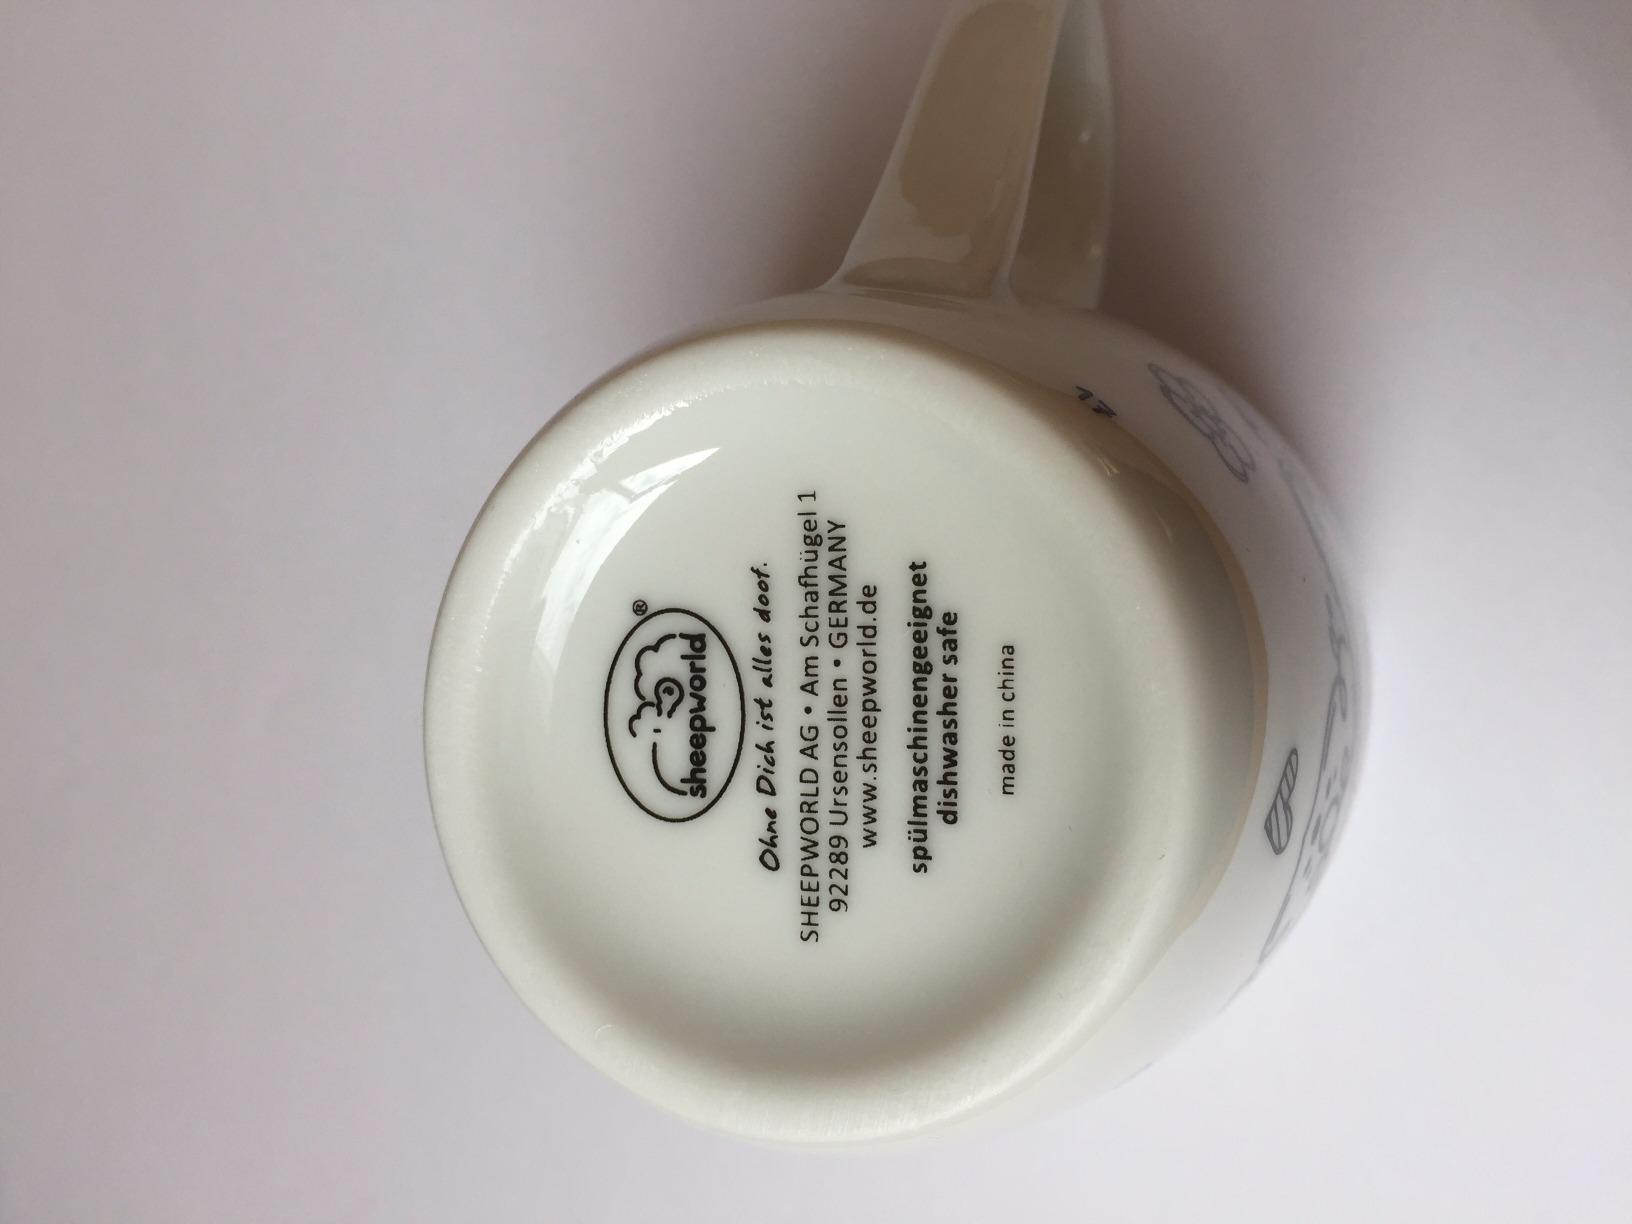 sheepworld®
Ohne Dich ist alles doof.
SHEEPWORLD AG • Am Schafhügel 1
92289 Ursensollen • GERMANY
www.sheepworld.de
spülmaschinengeeignet
dishwasher safe
made in china
17